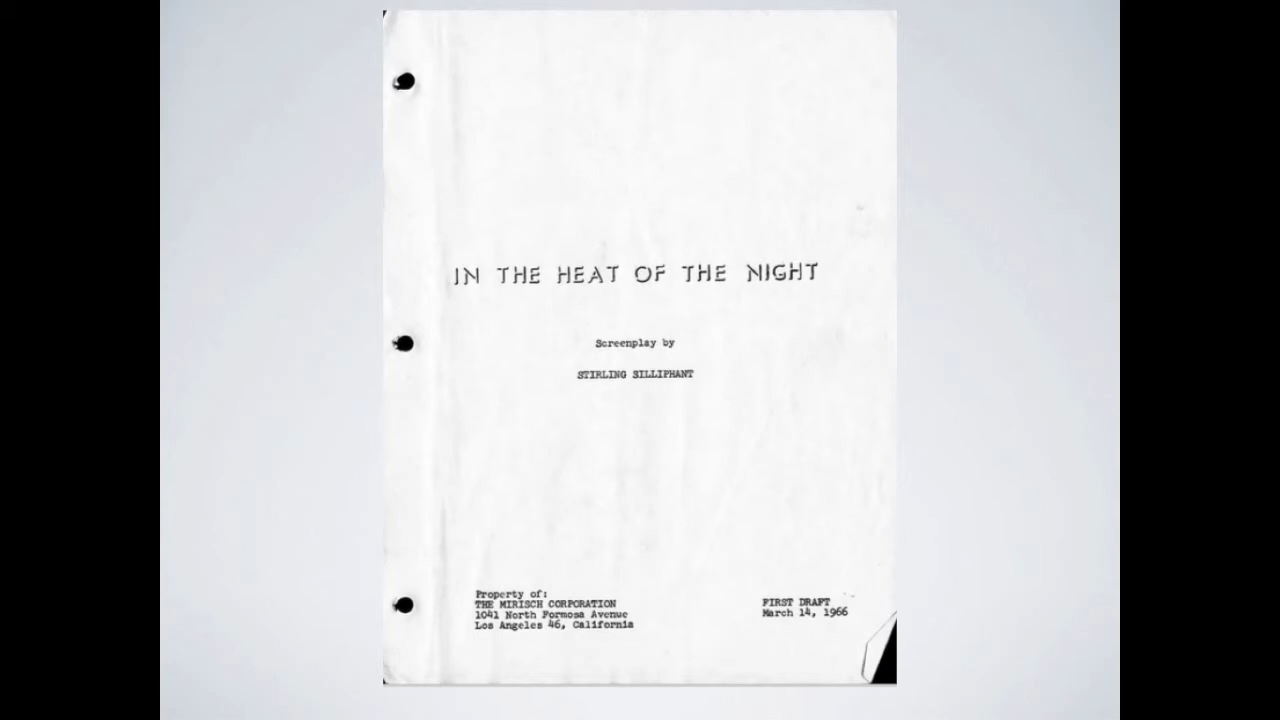 IN THE HEAT OF THE NIGHT
Screenplay by
STIRLING SILLIPHANT
Property of:
THE MIRISCH CORPORATION
1041 North Formosa Avenue
Los Angeles 46, California
FIRST DRAFT
March 14, 1966